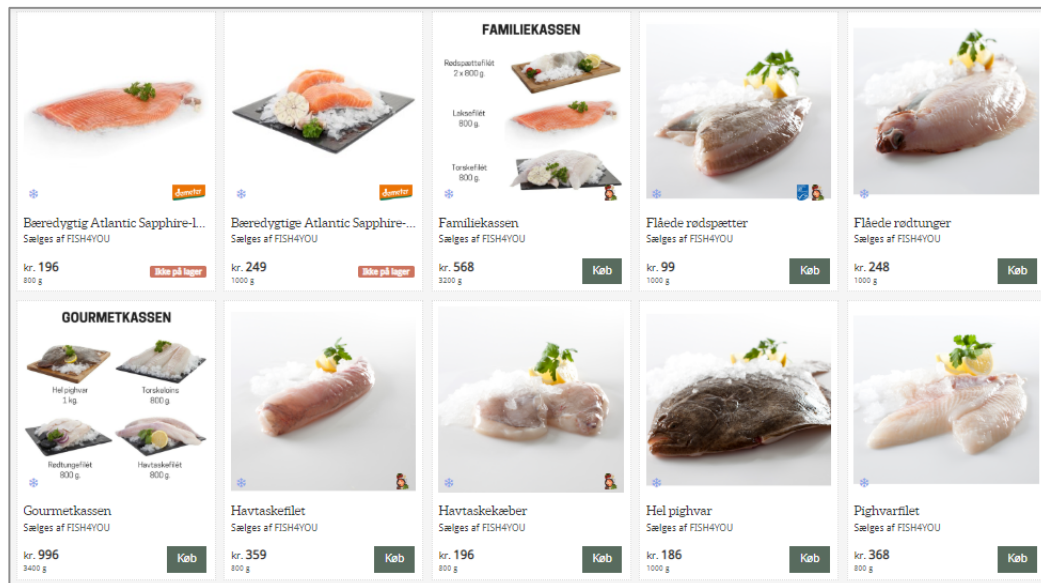 demeter
Bæredygtig Atlantic Sapphire-l...
Sælges af FISH4YOU
kr. 196
Ikke på lager
800 g
demeter
Bæredygtige Atlantic Sapphire-...
Sælges af FISH4YOU
kr. 249
Ikke på lager
1000 g
FAMILIEKASSEN
Rødspættefilét
2 x 800 g.
Laksefilét
800 g.
Torskefilét
800 g.
Familiekassen
Sælges af FISH4YOU
kr. 568
Køb
3200 g
Flåede rødspætter
Sælges af FISH4YOU
kr. 99
Køb
1000 g
Flåede rødtunger
Sælges af FISH4YOU
kr. 248
Køb
1000 g
GOURMETKASSEN
Hel pighvar
1 kg.
Torskeloins
800 g.
Rødtungefilét
800 g.
Havtaskefilét
800 g.
Gourmetkassen
Sælges af FISH4YOU
kr. 996
Køb
3400 g
Havtaskefilet
Sælges af FISH4YOU
kr. 359
Køb
800 g
Havtaskekæber
Sælges af FISH4YOU
kr. 196
Køb
800 g
Hel pighvar
Sælges af FISH4YOU
kr. 186
Køb
1000 g
Pighvarfilet
Sælges af FISH4YOU
kr. 368
Køb
800 g